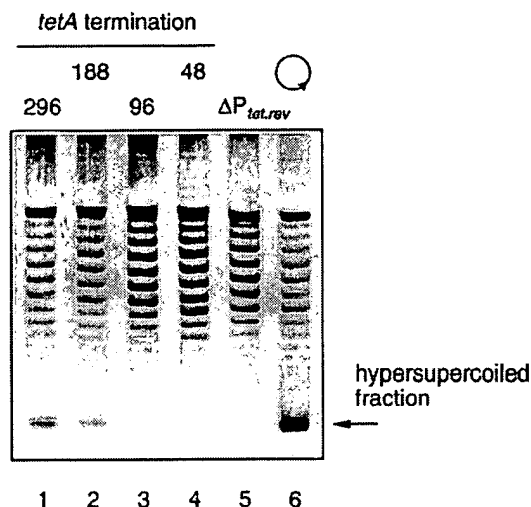 tetA termination
188 48
296 96 ΔPtet.rev
hypersupercoiled
fraction
1 2 3 4 5 6